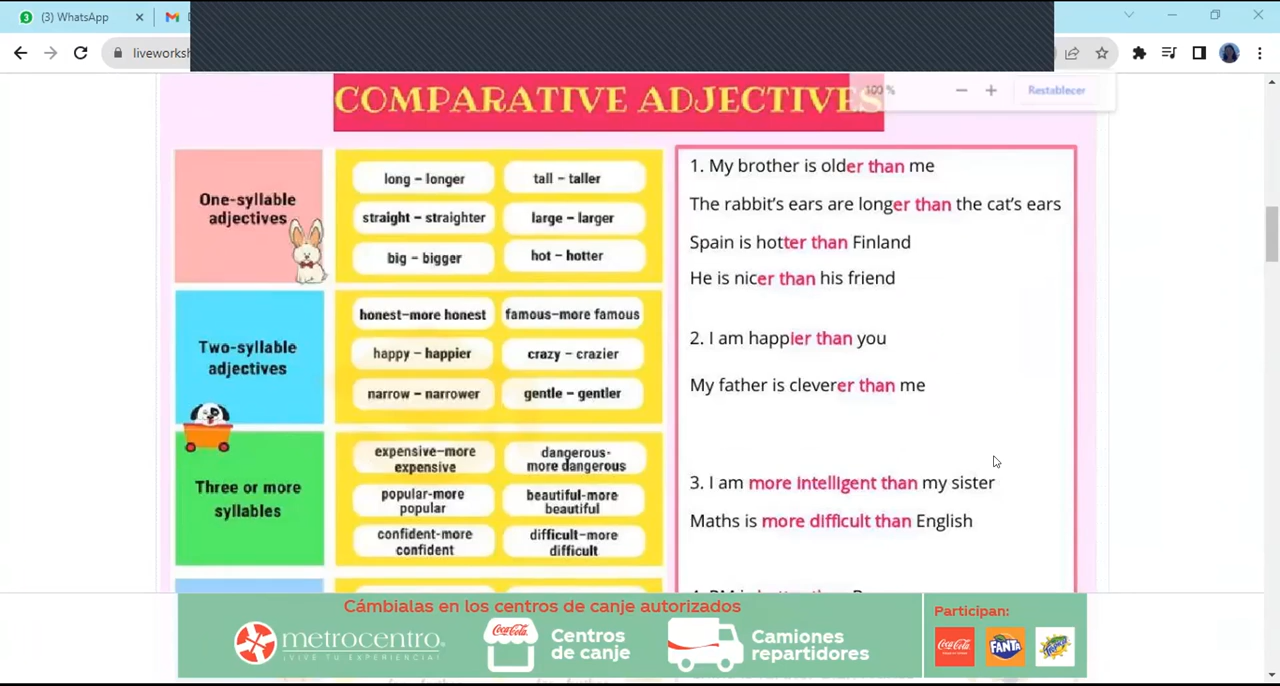 (3) WhatsApp
liveworksh
100 %
Restablecer
COMPARATIVE ADJECTIVES
One-syllable
adjectives
long – longer
tall – taller
straight – straighter
large – larger
big – bigger
hot – hotter
Two-syllable
adjectives
honest–more honest
famous–more famous
happy – happier
crazy – crazier
narrow – narrower
gentle – gentler
Three or more
syllables
expensive–more
expensive
dangerous-
more dangerous
popular-more
popular
beautiful-more
beautiful
confident-more
confident
difficult-more
difficult
1. My brother is older than me
The rabbit's ears are longer than the cat's ears
Spain is hotter than Finland
He is nicer than his friend
2. I am happier than you
My father is cleverer than me
3. I am more intelligent than my sister
Maths is more difficult than English
Cámbialas en los centros de canje autorizados
metrocentro
¡VIVE TU EXPERIENCIA!
Coca-Cola
Centros
de canje
Camiones
repartidores
Participan:
Coca-Cola
FANTA